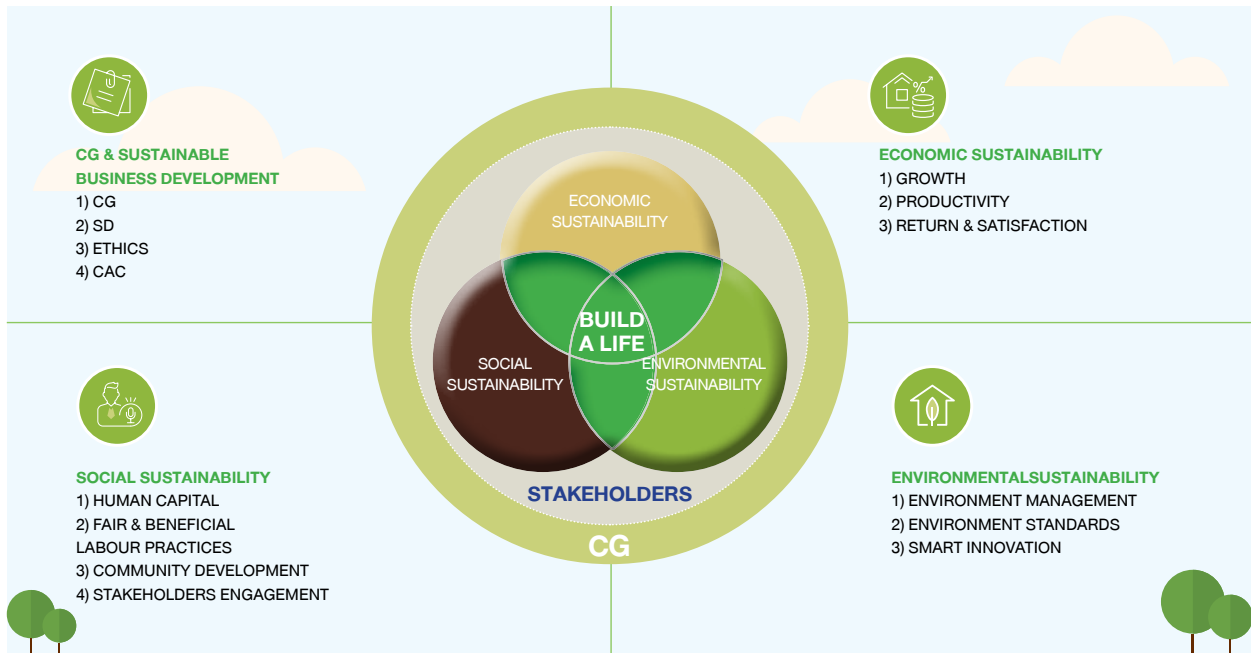 CG & SUSTAINABLE
BUSINESS DEVELOPMENT
1) CG
2) SD
3) ETHICS
4) CAC
ECONOMIC SUSTAINABILITY
1) GROWTH
2) PRODUCTIVITY
3) RETURN & SATISFACTION
ECONOMIC
SUSTAINABILITY
BUILD
A LIFE
SOCIAL
SUSTAINABILITY
ENVIRONMENTAL
SUSTAINABILITY
STAKEHOLDERS
CG
SOCIAL SUSTAINABILITY
1) HUMAN CAPITAL
2) FAIR & BENEFICIAL
LABOUR PRACTICES
3) COMMUNITY DEVELOPMENT
4) STAKEHOLDERS ENGAGEMENT
ENVIRONMENTALSUSTAINABILITY
1) ENVIRONMENT MANAGEMENT
2) ENVIRONMENT STANDARDS
3) SMART INNOVATION
%